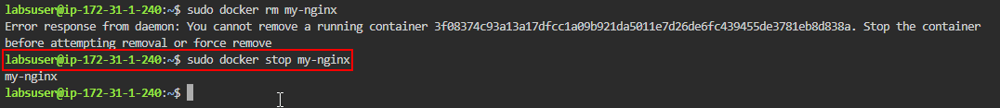 labsuser@ip-172-31-1-240:~$ sudo docker rm my-nginx
Error response from daemon: You cannot remove a running container 3f08374c93a13a17dfcc1a09b921da5011e7d26de6fc439455de3781eb8d838a. Stop the container
before attempting removal or force remove
labsuser@ip-172-31-1-240:~$ sudo docker stop my-nginx
my-nginx
labsuser@ip-172-31-1-240:~$